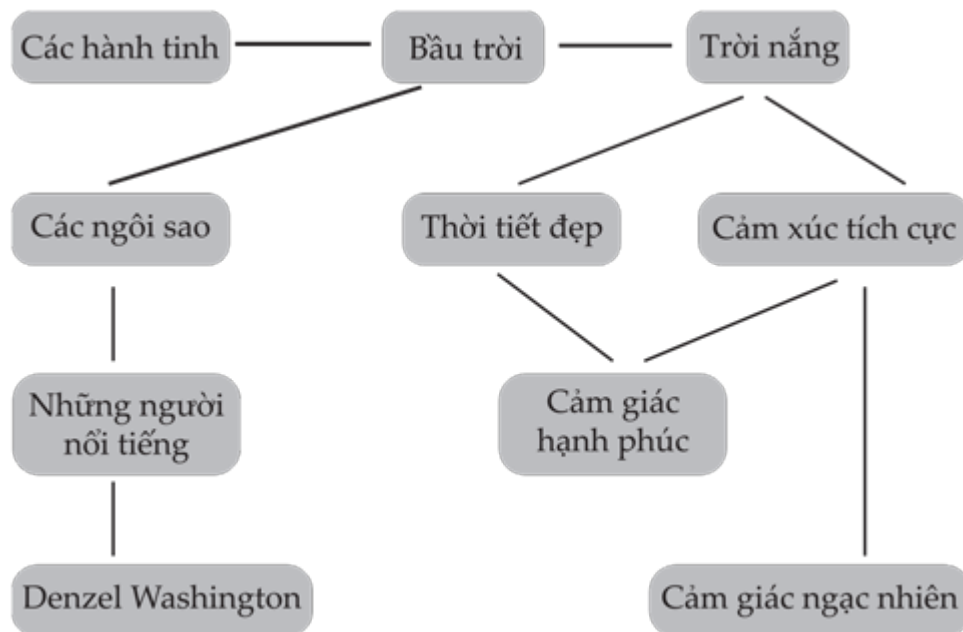 Các hành tinh
Bầu trời
Trời nắng
Các ngôi sao
Thời tiết đẹp
Cảm xúc tích cực
Những người
nổi tiếng
Cảm giác
hạnh phúc
Denzel Washington
Cảm giác ngạc nhiên